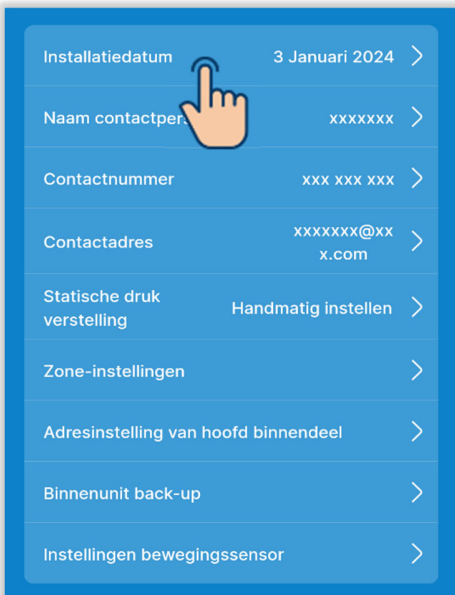 Installatiedatum 3 Januari 2024
Naam contactper xxxxxxx
Contactnummer xxx xxx xxx
Contactadres xxxxxxx@xx
x.com
Statische druk
verstelling Handmatig instellen
Zone-instellingen
Adresinstelling van hoofd binnendeel
Binnenunit back-up
Instellingen bewegingssensor